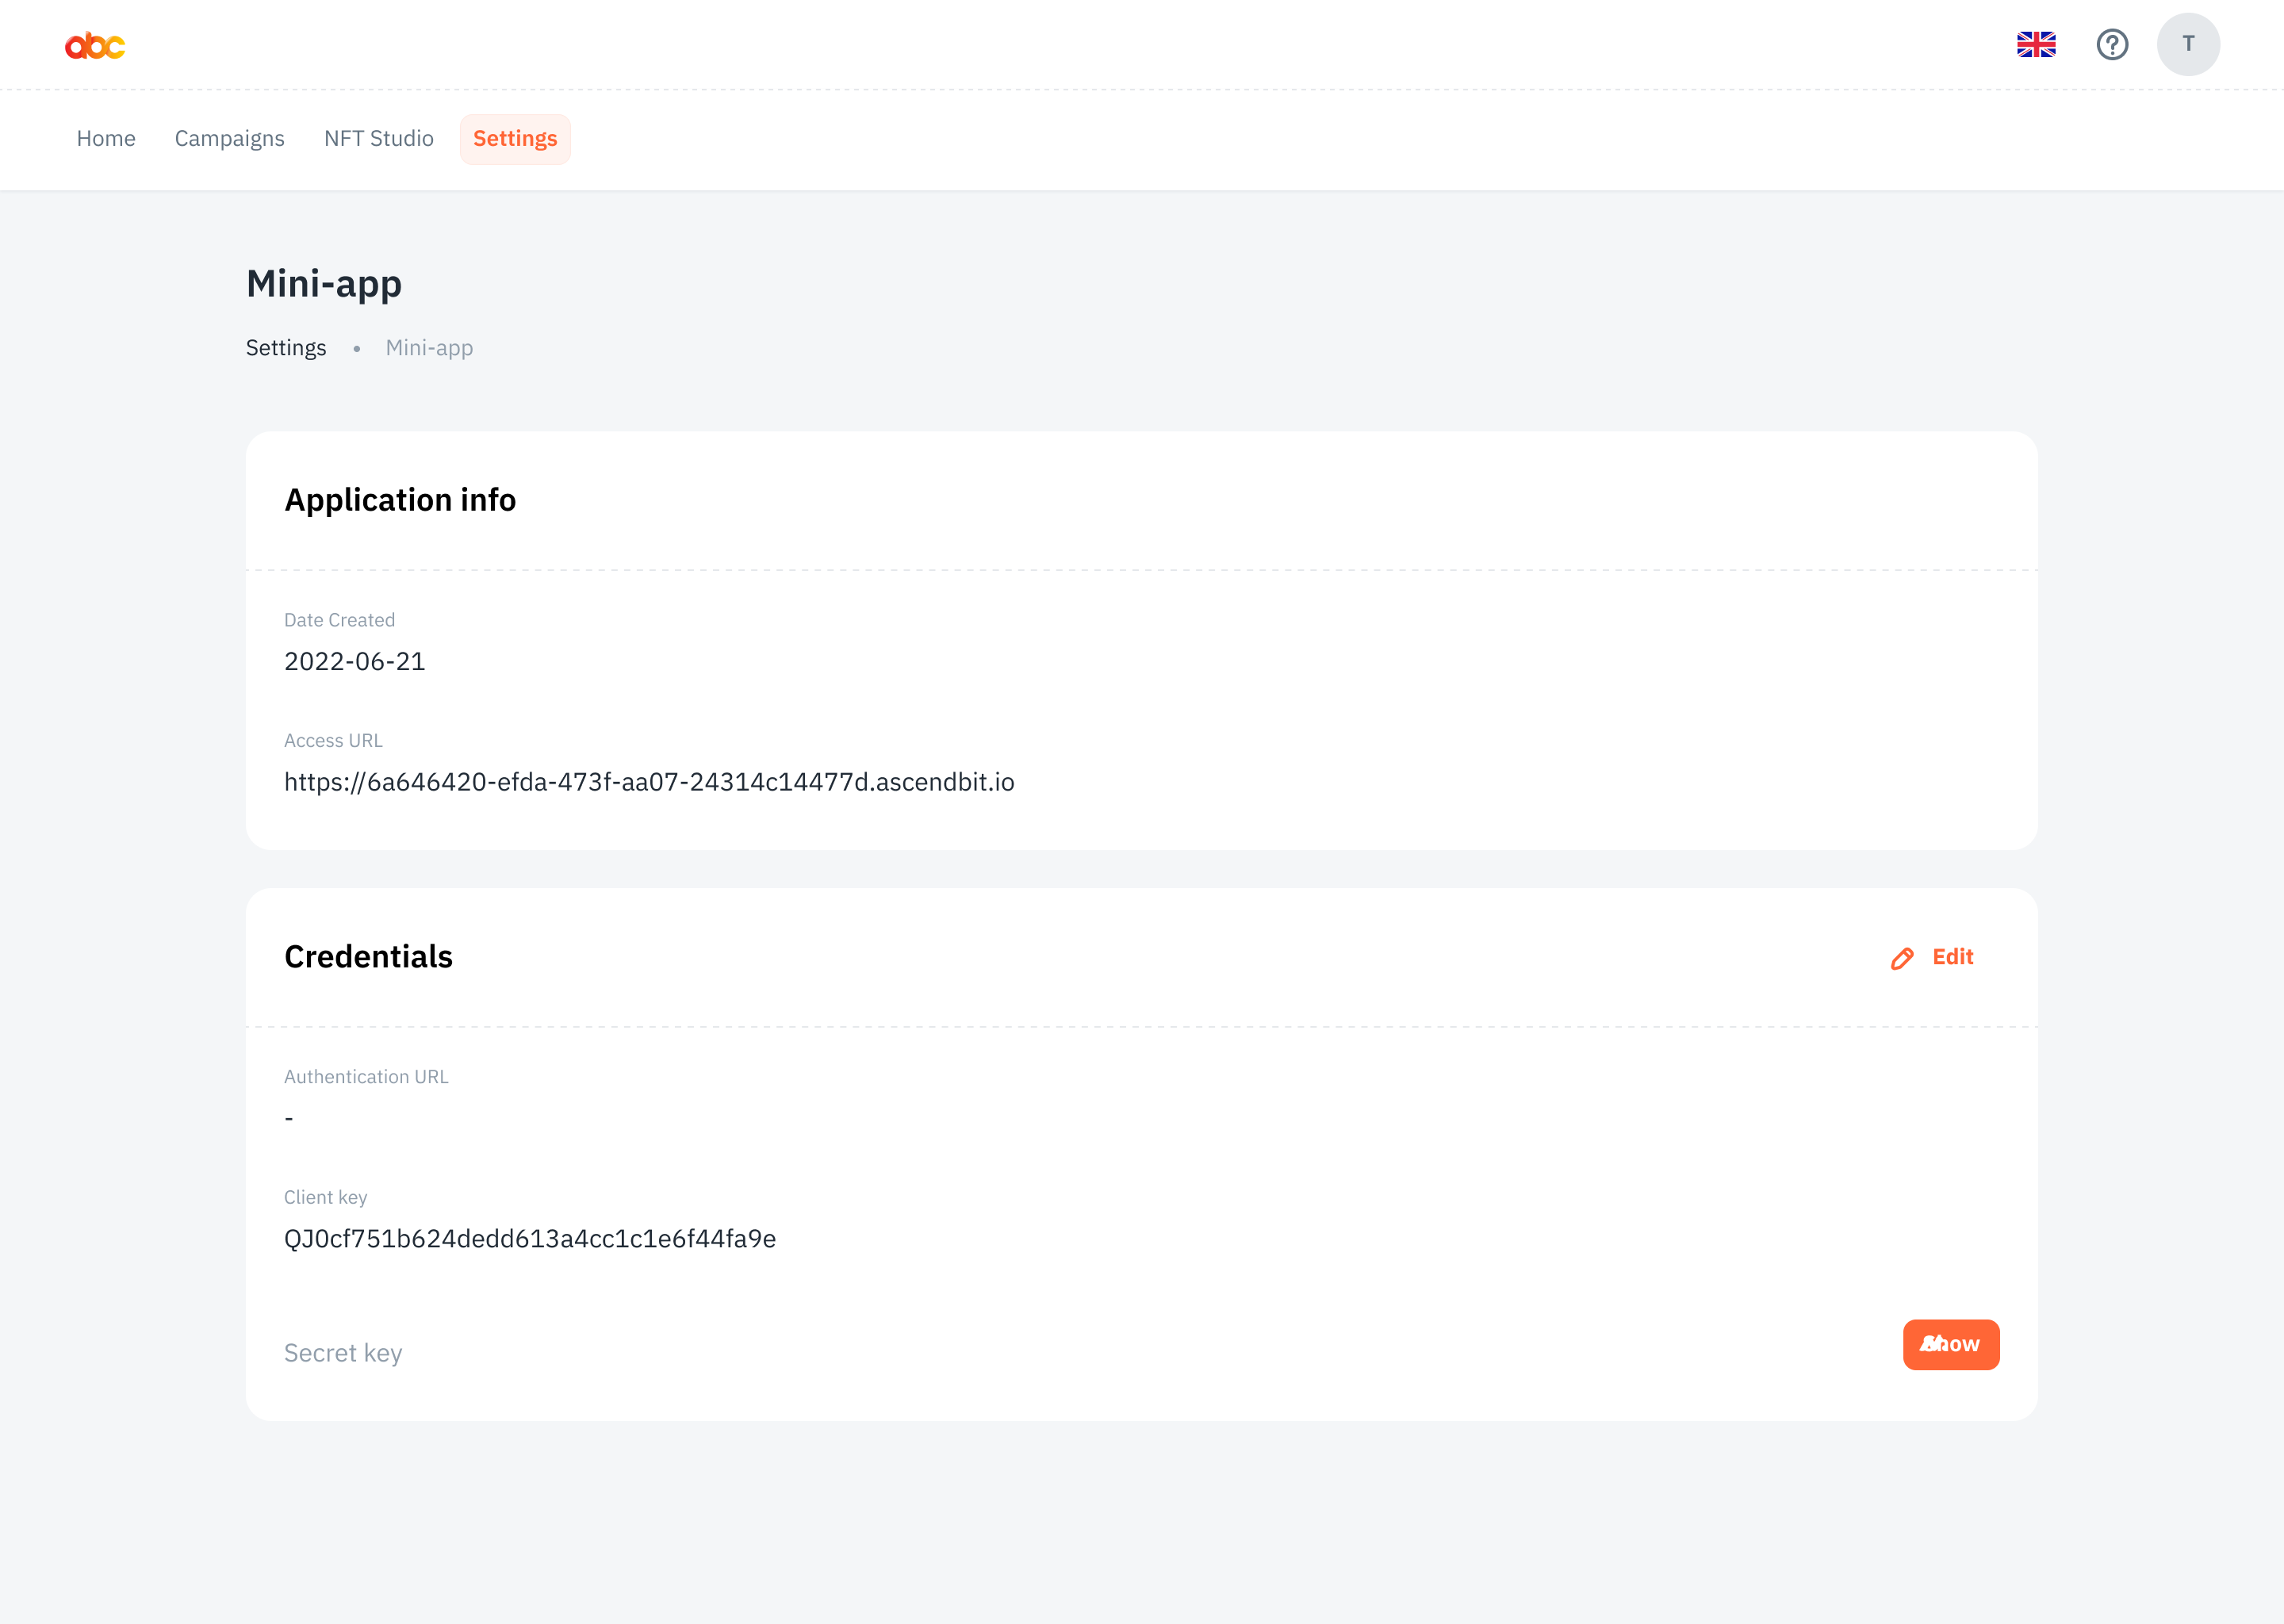 abc
T
Home Campaigns NFT Studio Settings
Mini-app
Settings • Mini-app
Application info
Date Created
2022-06-21
Access URL
https://6a646420-efda-473f-aa07-24314c14477d.ascendbit.io
Credentials
Edit
Authentication URL
-
Client key
QJ0cf751b624dedd613a4cc1c1e6f44fa9e
Secret key
Show